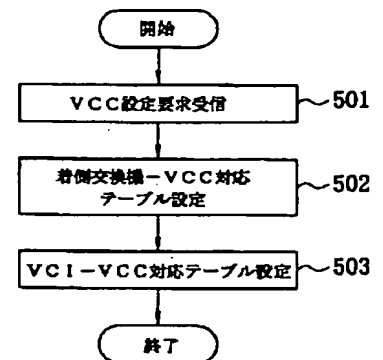 開始
VCC設定要求受信
501
着側交換機-VCC対応
テーブル設定
502
VCI-VCC対応テーブル設定
503
終了